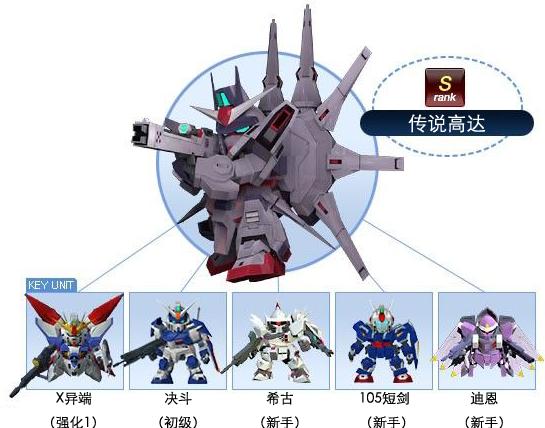 S
rank
传说高达
KEY UNIT
X异端
决斗
希古
105短剑
迪恩
(强化1)
(初级)
(新手)
(新手)
(新手)